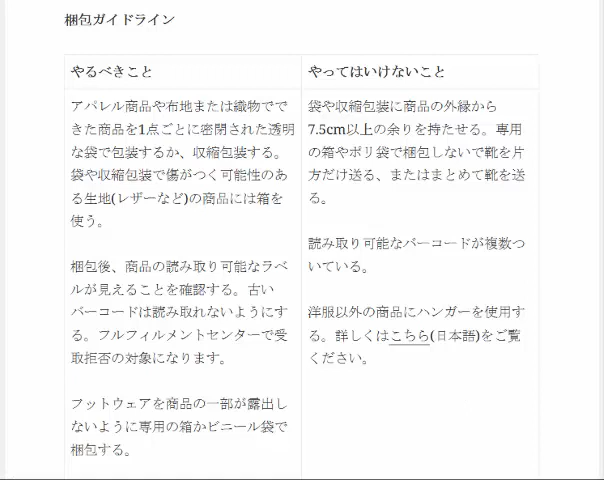 梱包ガイドライン
やるべきこと
アパレル商品や布地または織物でで
きた商品を1点ごとに密閉された透明
な袋で包装するか、収縮包装する。
袋や収縮包装で傷がつく可能性のあ
る生地(レザーなど)の商品には箱を
使う。
梱包後、商品の読み取り可能なラベ
ルが見えることを確認する。古い
バーコードは読み取れないようにす
る。フルフィルメントセンターで受
取拒否の対象になります。
フットウェアを商品の一部が露出し
ないように専用の箱かビニール袋で
梱包する。
やってはいけないこと
袋や収縮包装に商品の外縁から
7.5cm以上の余りを持たせる。専用
の箱やポリ袋で梱包しないで靴を片
方だけ送る、またはまとめて靴を送
る。
読み取り可能なバーコードが複数つ
いている。
洋服以外の商品にハンガーを使用す
る。詳しくはこちら(日本語)をご覧
ください。